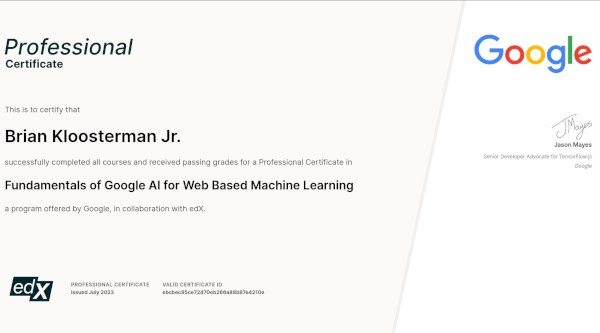 Professional
Certificate
Google
This is to certify that
Brian Kloosterman Jr.
successfully completed all courses and received passing grades for a Professional Certificate in
Fundamentals of Google AI for Web Based Machine Learning
a program offered by Google, in collaboration with edX.
JMayes
Jason Mayes
Senior Developer Advocate for TensorFlow.js
Google
edX
PROFESSIONAL CERTIFICATE
Issued July 2023
VALID CERTIFICATE ID